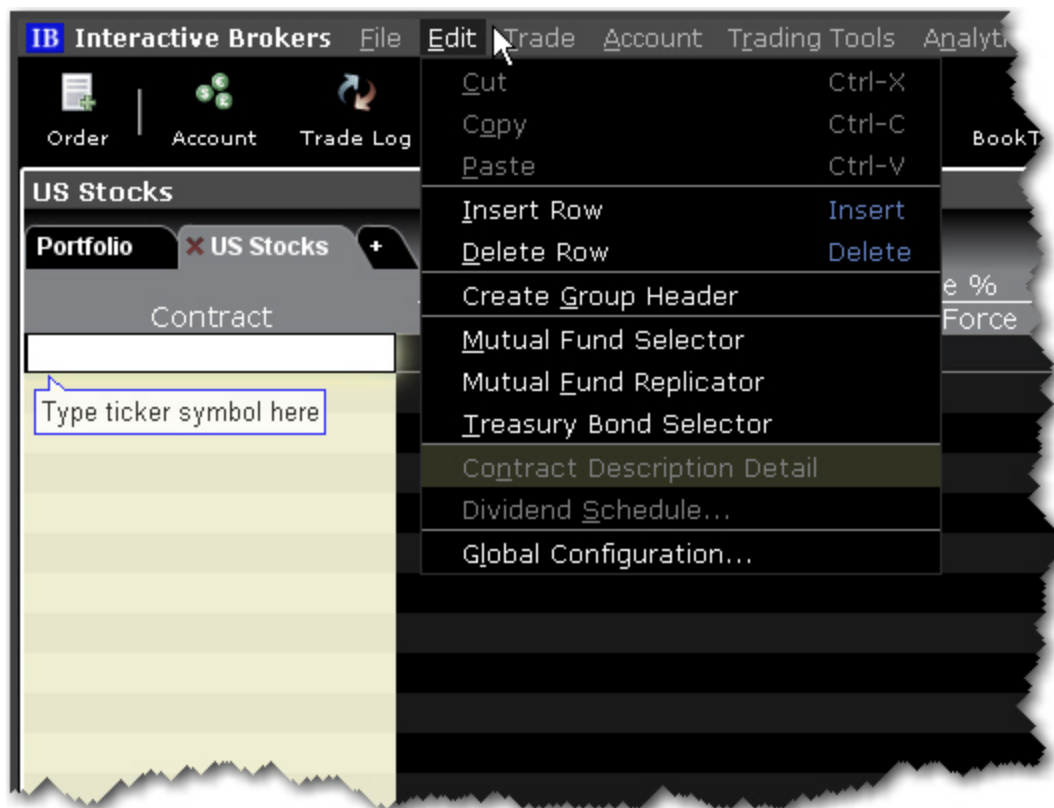 IB Interactive Brokers File Edit Trade Account Trading Tools
Order Account Trade Log
US Stocks
Portfolio US Stocks +
Contract
Type ticker symbol here
Cut Ctrl-X
Copy Ctrl-C
Paste Ctrl-V
Insert Row Insert
Delete Row Delete
Create Group Header
Mutual Fund Selector
Mutual Fund Replicator
Treasury Bond Selector
Contract Description Detail
Dividend Schedule...
Global Configuration...
e %
Force